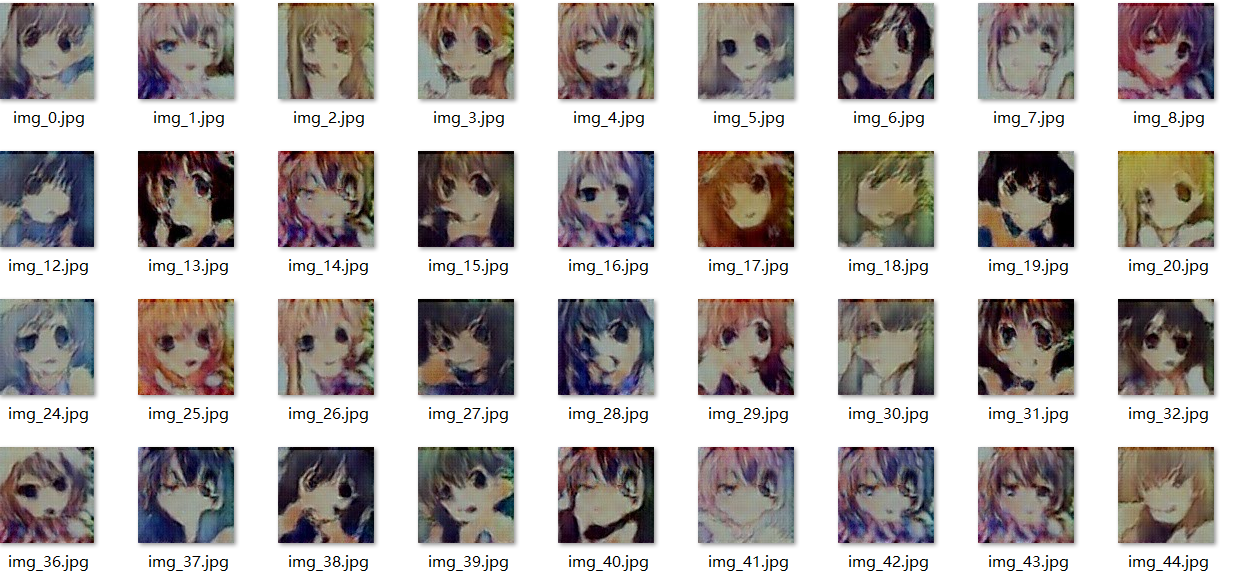 img_0.jpg img_1.jpg img_2.jpg img_3.jpg img_4.jpg img_5.jpg img_6.jpg img_7.jpg img_8.jpg
img_12.jpg img_13.jpg img_14.jpg img_15.jpg img_16.jpg img_17.jpg img_18.jpg img_19.jpg img_20.jpg
img_24.jpg img_25.jpg img_26.jpg img_27.jpg img_28.jpg img_29.jpg img_30.jpg img_31.jpg img_32.jpg
img_36.jpg img_37.jpg img_38.jpg img_39.jpg img_40.jpg img_41.jpg img_42.jpg img_43.jpg img_44.jpg